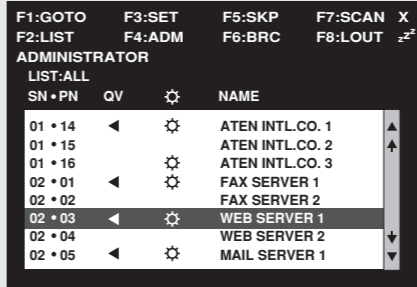 F1:GOTO F3:SET F5:SKP F7:SCAN X
F2:LIST F4:ADM F6:BRC F8:LOUT zzz
ADMINISTRATOR
LIST:ALL
SN•PN QV NAME
01•14 ATEN INTL.CO. 1
01•15 ATEN INTL.CO. 2
01•16 ATEN INTL.CO. 3
02•01 FAX SERVER 1
02•02 FAX SERVER 2
02•03 WEB SERVER 1
02•04 WEB SERVER 2
02•05 MAIL SERVER 1